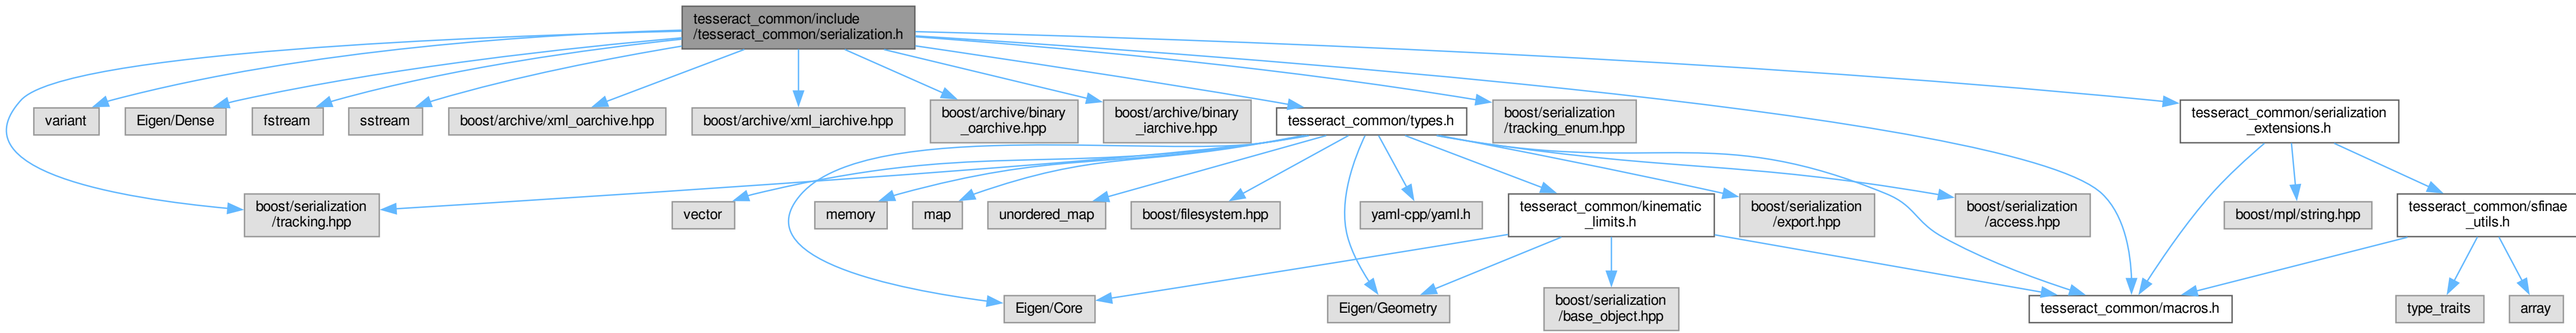 tesseract_common/include
/tesseract_common/serialization.h
variant
Eigen/Dense
fstream
sstream
boost/archive/xml_oarchive.hpp
boost/archive/xml_iarchive.hpp
boost/archive/binary
_oarchive.hpp
boost/archive/binary
_iarchive.hpp
tesseract_common/types.h
boost/serialization
/tracking_enum.hpp
tesseract_common/serialization
_extensions.h
boost/serialization
/tracking.hpp
vector
memory
map
unordered_map
boost/filesystem.hpp
yaml-cpp/yaml.h
tesseract_common/kinematic
_limits.h
boost/serialization
/export.hpp
boost/serialization
/access.hpp
boost/mpl/string.hpp
tesseract_common/sfinae
_utils.h
Eigen/Core
Eigen/Geometry
boost/serialization
/base_object.hpp
tesseract_common/macros.h
type_traits
array